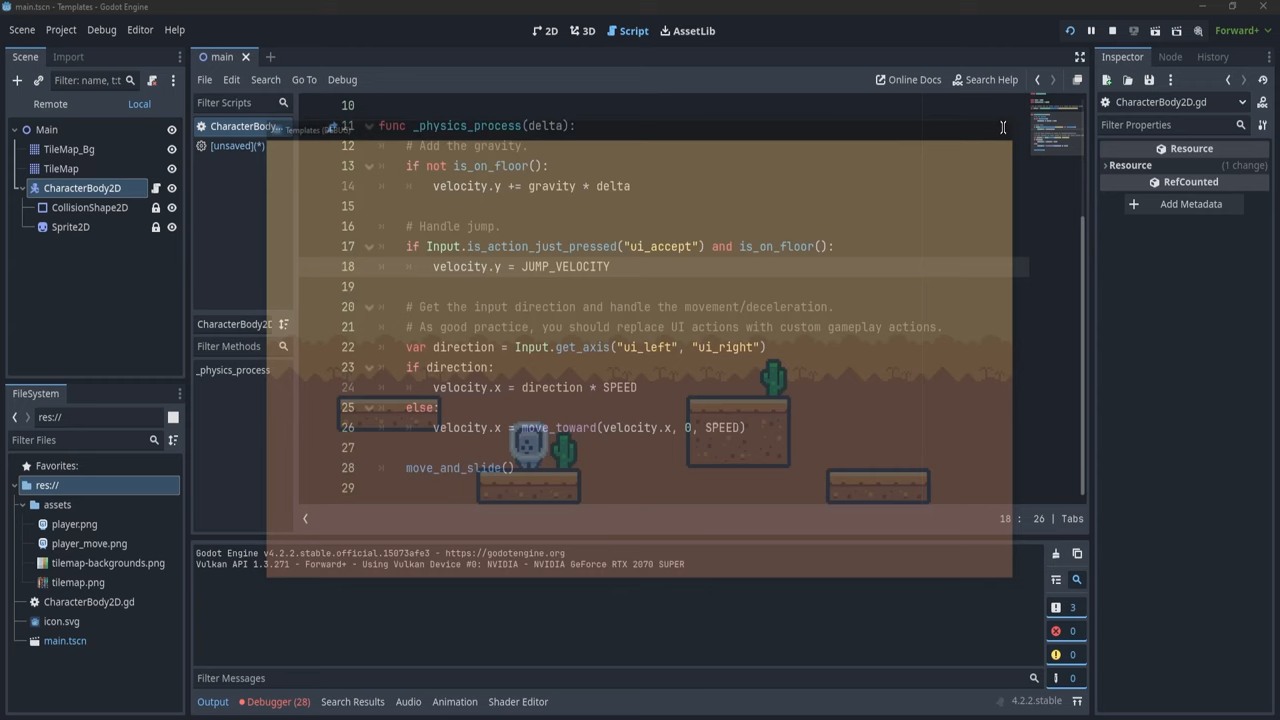 main.tscn - Templates - Godot Engine
Scene Project Debug Editor Help
2D 3D Script AssetLib
Forward+
Scene Import
main
Inspector Node History
Filter: name, t:t
File Edit Search Go To Debug
Online Docs Search Help
Remote Local
Filter Scripts
CharacterBody2D.gd
Filter Properties
CharacterBody
[unsaved](*)
Templates (DEBUG)
Main
TileMap_Bg
TileMap
CharacterBody2D
CollisionShape2D
Sprite2D
Resource
Resource (1 change)
RefCounted
Add Metadata
10
11 func _physics_process(delta):
12 # Add the gravity.
13 if not is_on_floor():
14 velocity.y += gravity * delta
15
16 # Handle jump.
17 if Input.is_action_just_pressed("ui_accept") and is_on_floor():
18 velocity.y = JUMP_VELOCITY
19
20 # Get the input direction and handle the movement/deceleration.
21 # As good practice, you should replace UI actions with custom gameplay actions.
22 var direction = Input.get_axis("ui_left", "ui_right")
23 if direction:
24 velocity.x = direction * SPEED
25 else:
26 velocity.x = move_toward(velocity.x, 0, SPEED)
27
28 move_and_slide()
29
CharacterBody2D
Filter Methods
_physics_process
18 : 26 | Tabs
FileSystem
res://
Filter Files
Favorites:
res://
assets
player.png
player_move.png
tilemap-backgrounds.png
tilemap.png
CharacterBody2D.gd
icon.svg
main.tscn
Godot Engine v4.2.2.stable.official.15073afe3 - https://godotengine.org
Vulkan API 1.3.271 - Forward+ - Using Vulkan Device #0: NVIDIA - NVIDIA GeForce RTX 2070 SUPER
3
0
0
0
Filter Messages
Output Debugger (28) Search Results Audio Animation Shader Editor
4.2.2.stable